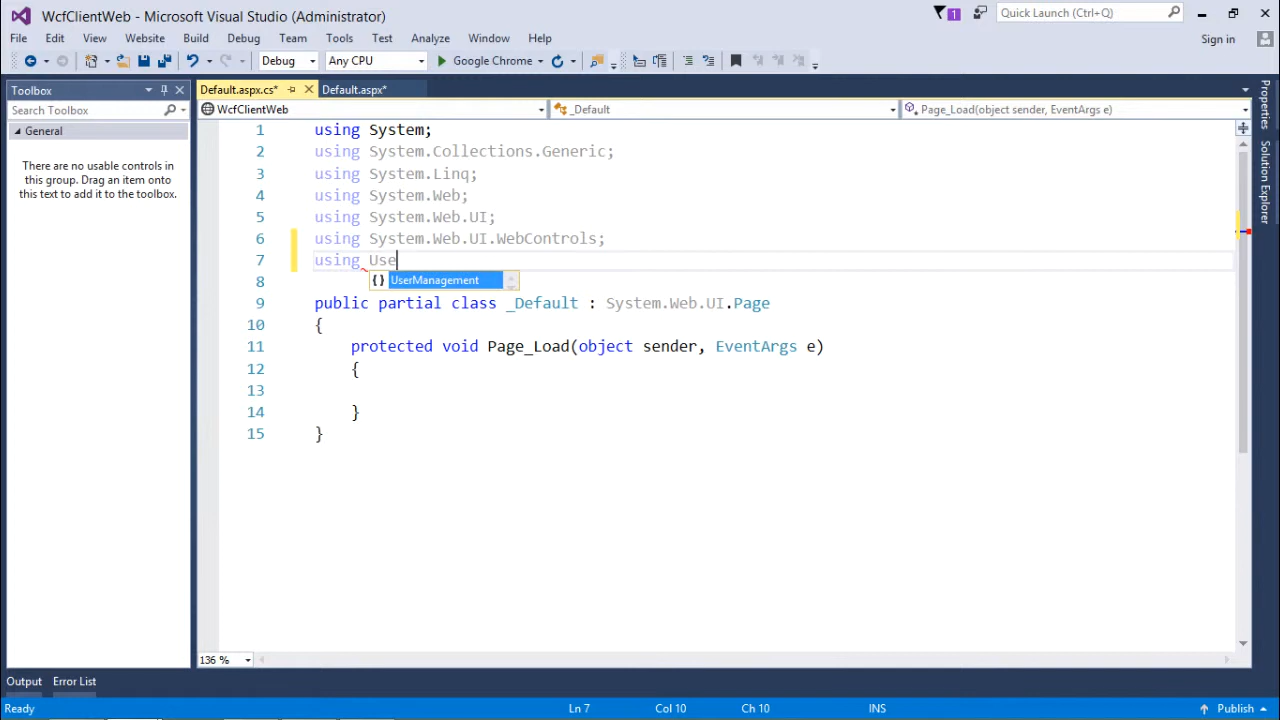 WcfClientWeb - Microsoft Visual Studio (Administrator)
1
Quick Launch (Ctrl+Q)
File Edit View Website Build Debug Team Tools Test Analyze Window Help
Sign in
Debug Any CPU Google Chrome
Toolbox
Default.aspx.cs* Default.aspx*
Search Toolbox
WcfClientWeb _Default Page_Load(object sender, EventArgs e)
General
There are no usable controls in
this group. Drag an item onto
this text to add it to the toolbox.
1 using System;
2 using System.Collections.Generic;
3 using System.Linq;
4 using System.Web;
5 using System.Web.UI;
6 using System.Web.UI.WebControls;
7 using Use
{} UserManagement
8
9 public partial class _Default : System.Web.UI.Page
10 {
11 protected void Page_Load(object sender, EventArgs e)
12 {
13
14 }
15 }
Properties
Solution Explorer
136 %
Output Error List
Ready Ln 7 Col 10 Ch 10 INS Publish